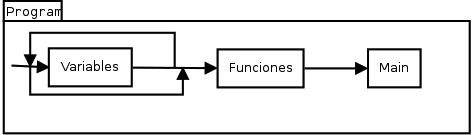 Program
Variables
Funciones
Main